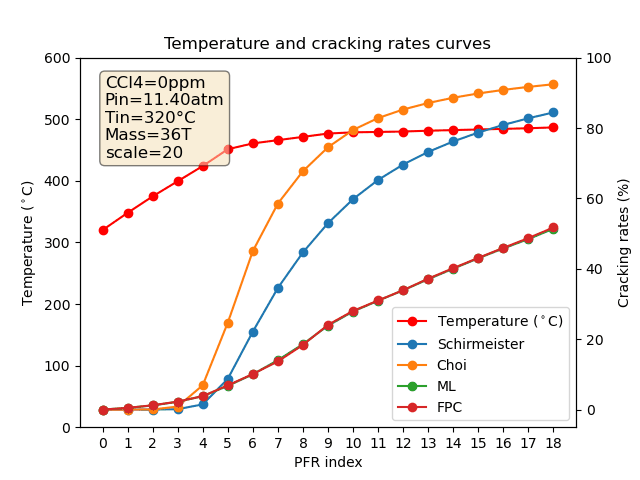 Temperature and cracking rates curves
CCl4=0ppm
Pin=11.40atm
Tin=320°C
Mass=36T
scale=20
600
500
400
300
200
100
0
Temperature (°C)
100
80
60
40
20
0
Cracking rates (%)
Temperature (°C)
Schirmeister
Choi
ML
FPC
0 1 2 3 4 5 6 7 8 9 10 11 12 13 14 15 16 17 18
PFR index